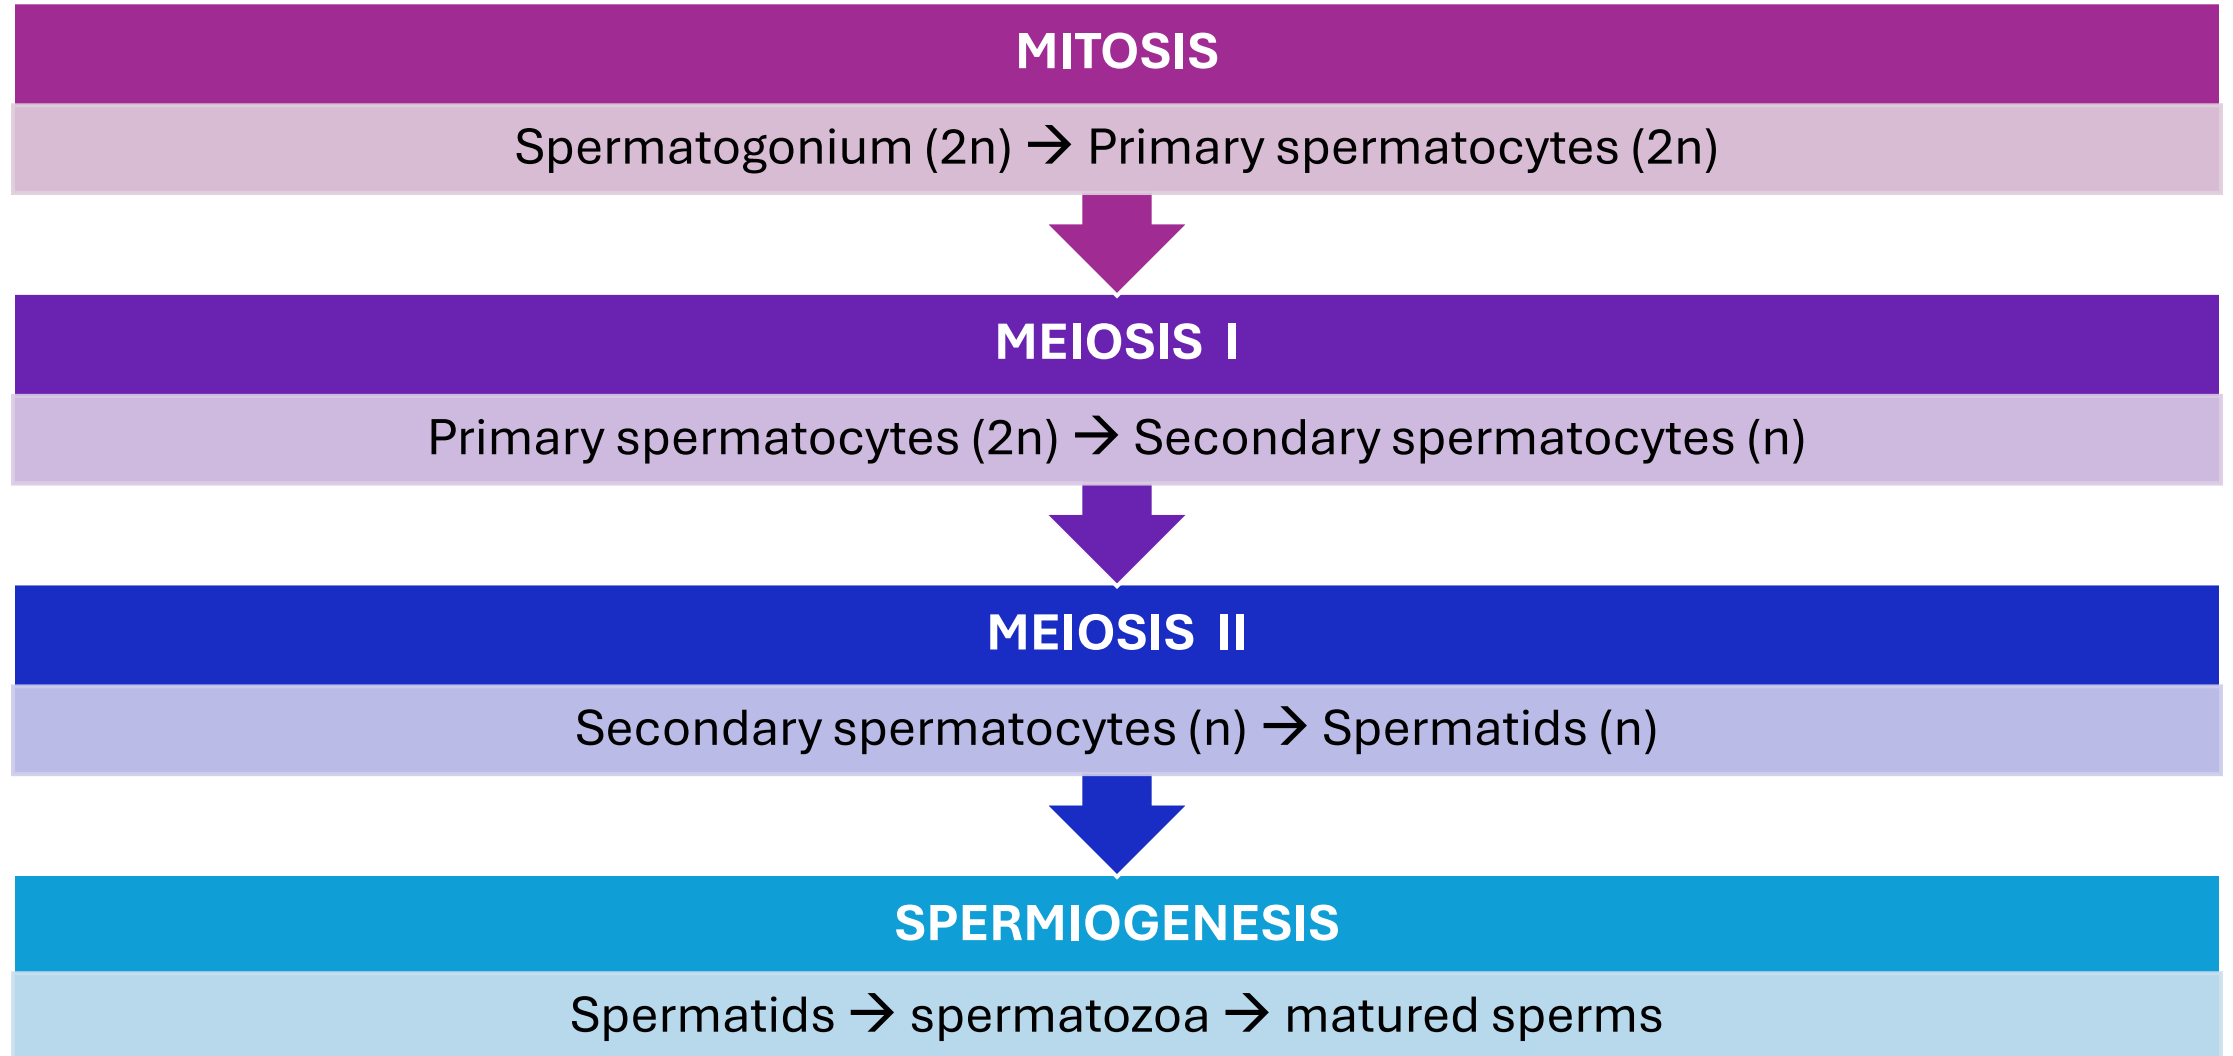 MITOSIS
Spermatogonium (2n) → Primary spermatocytes (2n)
MEIOSIS I
Primary spermatocytes (2n) → Secondary spermatocytes (n)
MEIOSIS II
Secondary spermatocytes (n) → Spermatids (n)
SPERMIOGENESIS
Spermatids → spermatozoa → matured sperms